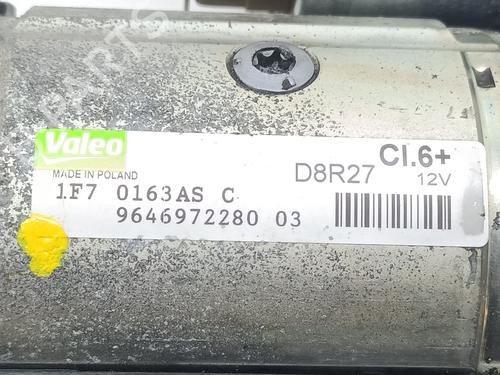 Valeo
MADE IN POLAND
1F7 0163AS C
9646972280 03
D8R27
Cl.6+
12V